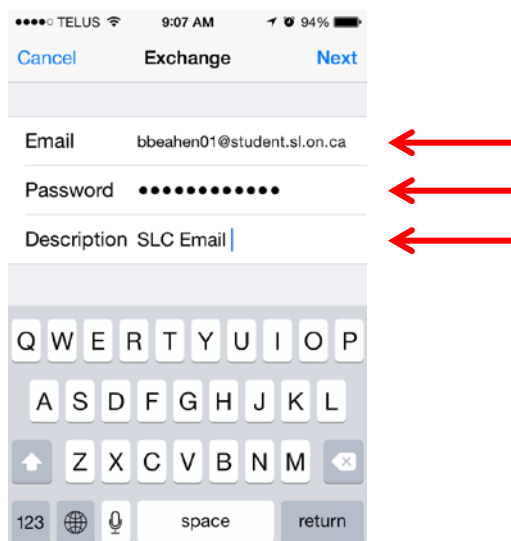 TELUS 9:07 AM 94%
Cancel Exchange Next
Email bbeahen01@student.sl.on.ca
Password ●●●●●●●●●●●●
Description SLC Email
Q W E R T Y U I O P
A S D F G H J K L
Z X C V B N M
123 space return